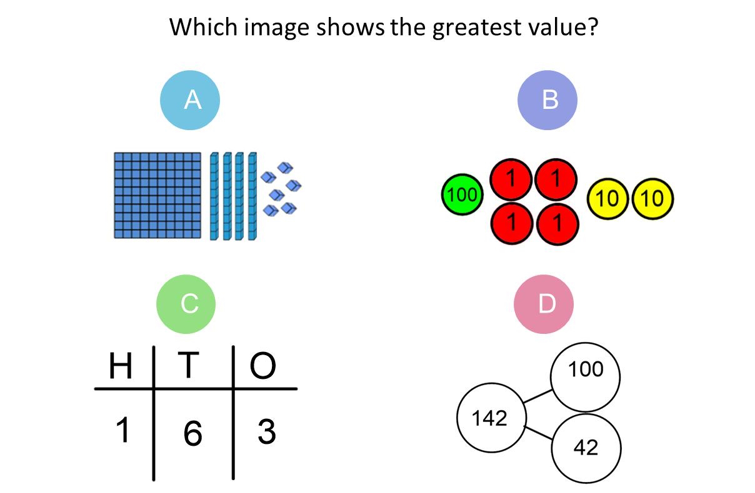 Which image shows the greatest value?
A
B
100 1 1 10 10
1 1
C
D
H T O
1 6 3
100
142
42